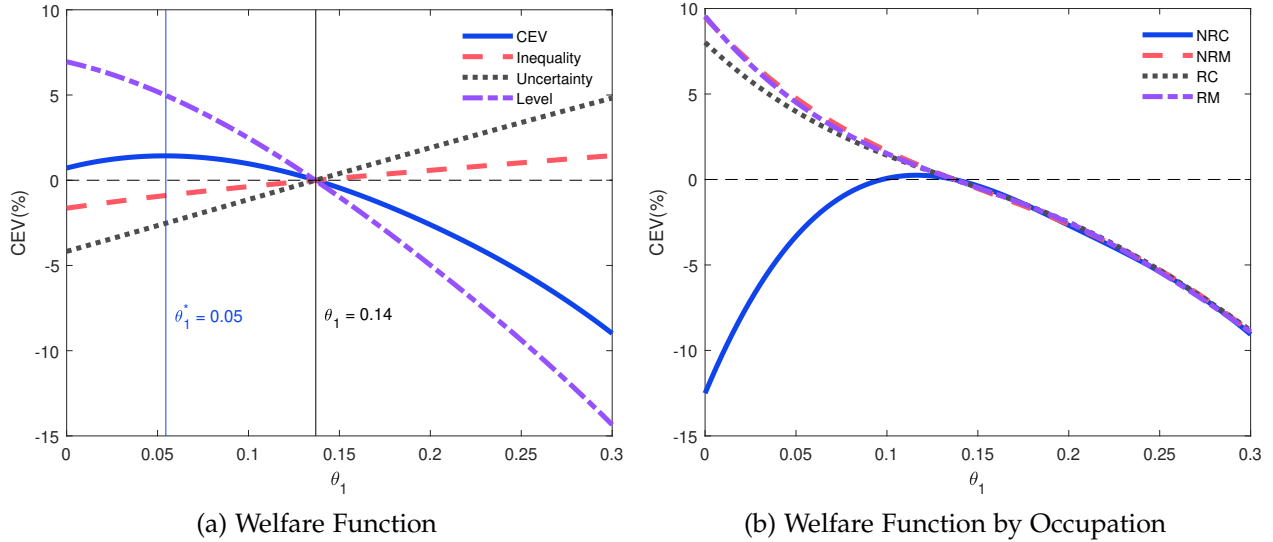 10
5
0
-5
-10
-15
CEV(%)
CEV
Inequality
Uncertainty
Level
θ₁* = 0.05
θ₁ = 0.14
0
0.05
0.1
0.15
0.2
0.25
0.3
θ₁
(a) Welfare Function
10
5
0
-5
-10
-15
CEV(%)
NRC
NRM
RC
RM
0
0.05
0.1
0.15
0.2
0.25
0.3
θ₁
(b) Welfare Function by Occupation